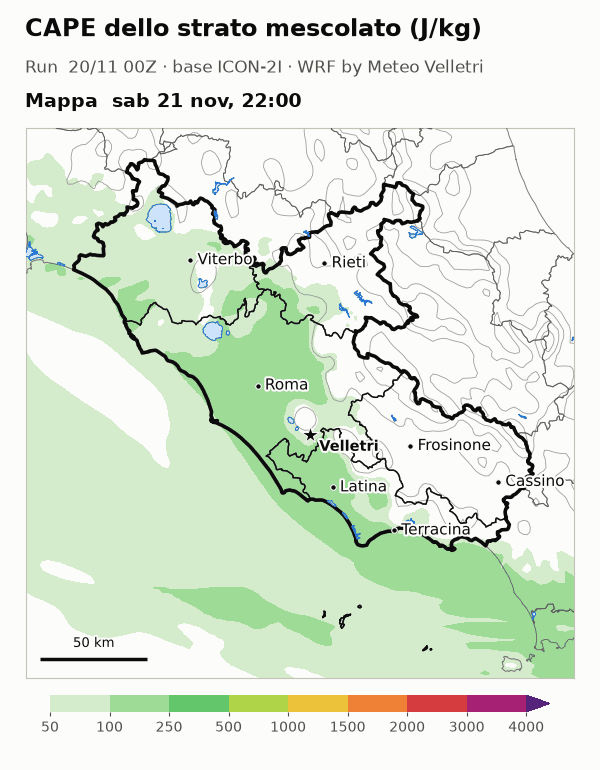 CAPE dello strato mescolato (J/kg)
Run  20/11 00Z · base ICON-2I · WRF by Meteo Velletri
Mappa  sab 21 nov, 22:00
Viterbo
Rieti
Roma
Velletri
Frosinone
Latina
Cassino
Terracina
50 km
50 100 250 500 1000 1500 2000 3000 4000